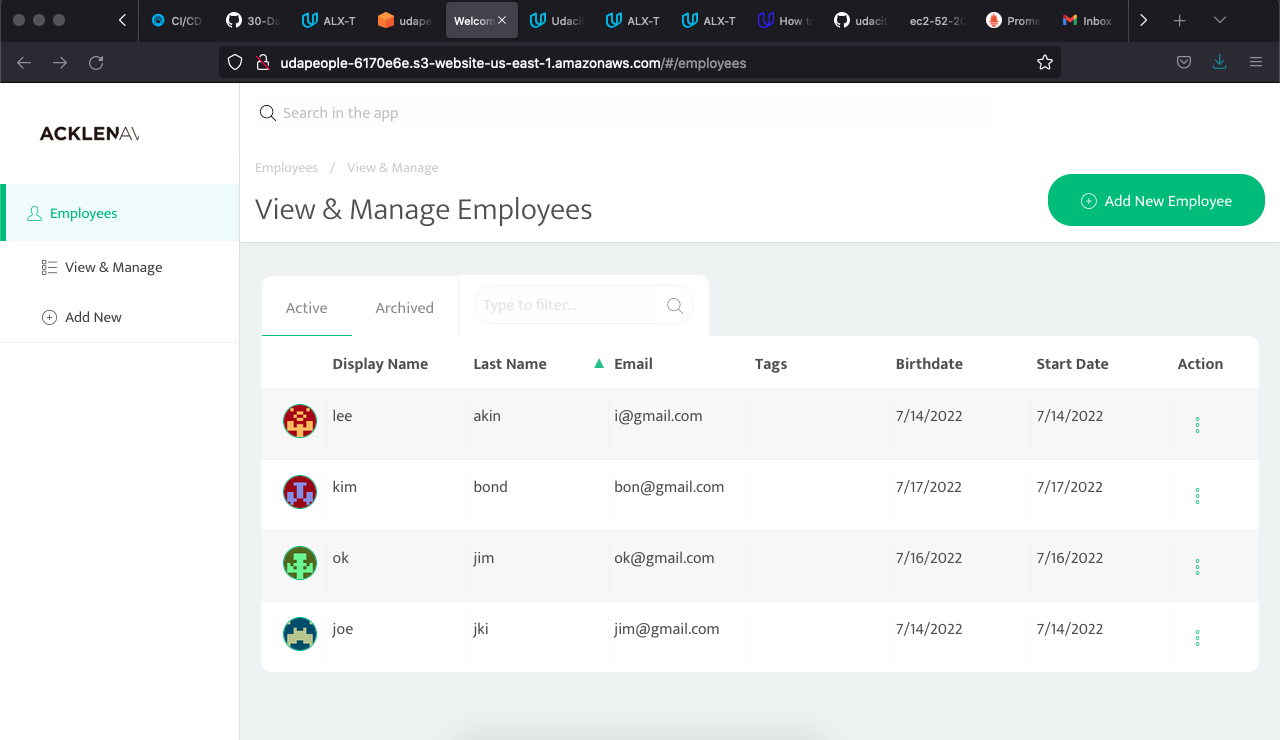 CI/CD
30-Da
ALX-T
udape
Welcom
Udaci
ALX-T
ALX-T
How to
udacit
ec2-52-20
Prome
Inbox
udapeople-6170e6e.s3-website-us-east-1.amazonaws.com/#/employees
ACKLENAV
Search in the app
Employees / View & Manage
View & Manage Employees
Add New Employee
Employees
View & Manage
Add New
Active
Archived
Type to filter...
Display Name Last Name Email Tags Birthdate Start Date Action
lee akin i@gmail.com 7/14/2022 7/14/2022
kim bond bon@gmail.com 7/17/2022 7/17/2022
ok jim ok@gmail.com 7/16/2022 7/16/2022
joe jki jim@gmail.com 7/14/2022 7/14/2022